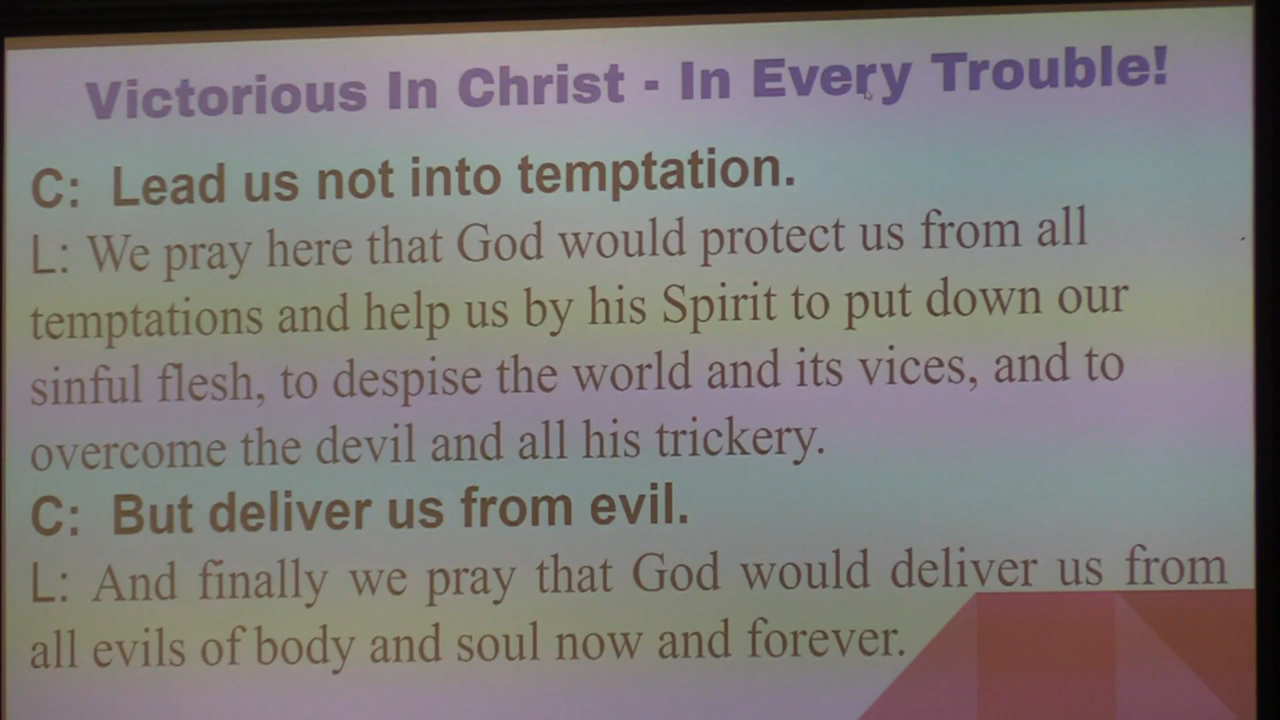 Victorious In Christ - In Every Trouble!
C: Lead us not into temptation.
L: We pray here that God would protect us from all
temptations and help us by his Spirit to put down our
sinful flesh, to despise the world and its vices, and to
overcome the devil and all his trickery.
C: But deliver us from evil.
L: And finally we pray that God would deliver us from
all evils of body and soul now and forever.